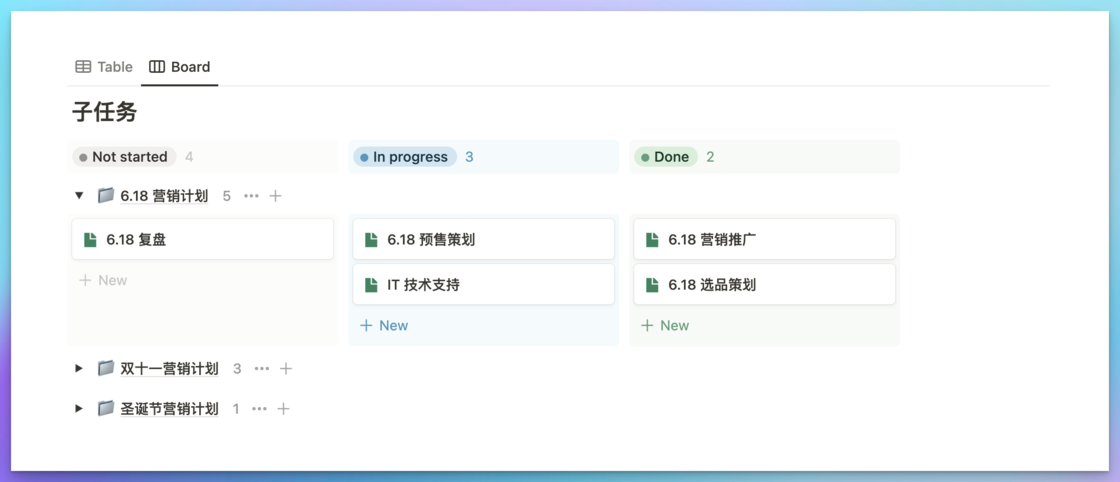 Table Board
子任务
Not started 4 In progress 3 Done 2
6.18 营销计划 5
6.18 复盘 6.18 预售策划 6.18 营销推广
+ New IT 技术支持 6.18 选品策划
+ New + New
双十一营销计划 3
圣诞节营销计划 1